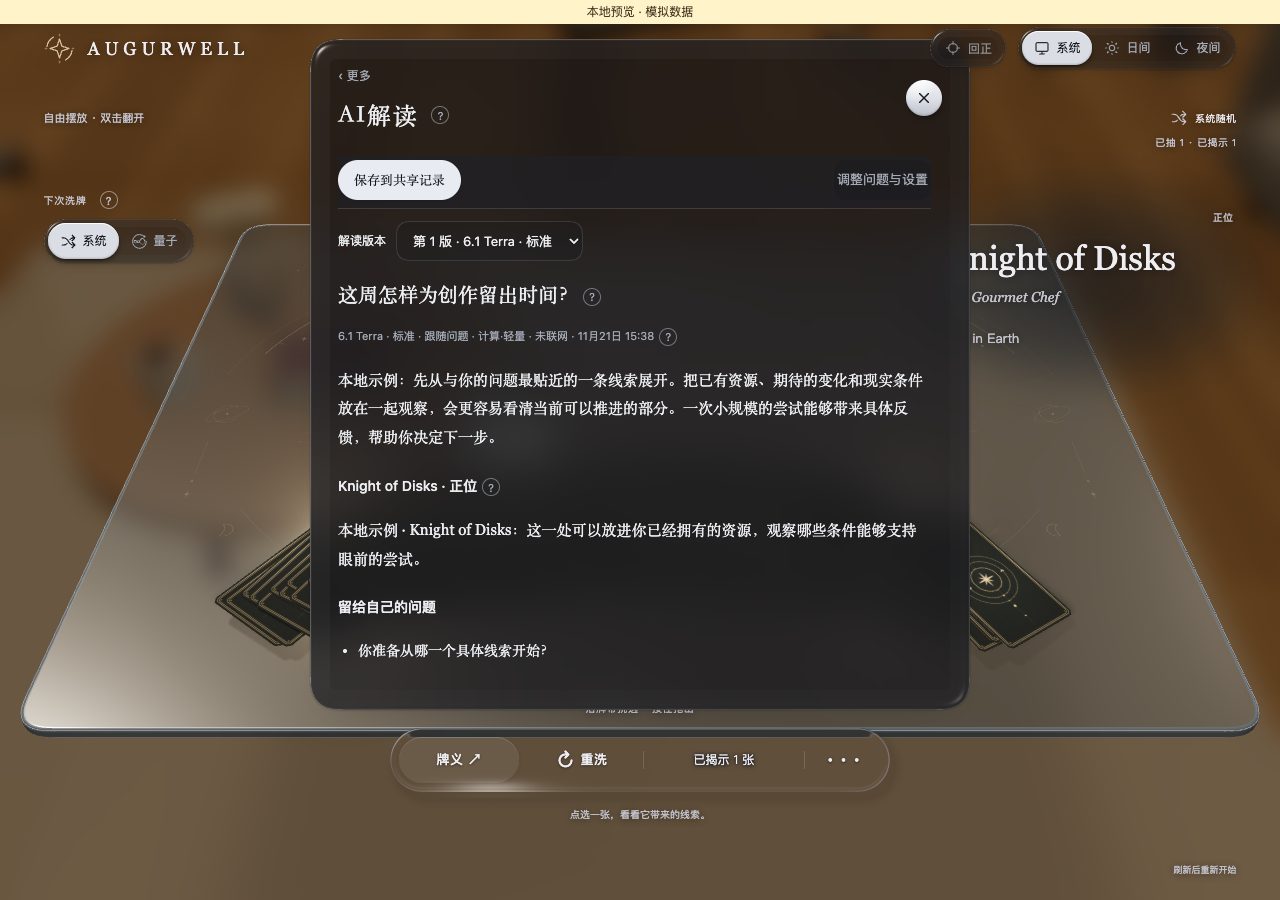 本地预览 · 模拟数据
AUGURWELL
回正
系统
日间
夜间
自由摆放 · 双击翻开
系统随机
已抽 1 · 已揭示 1
下次洗牌 ?
系统
量子
正位
night of Disks
Gourmet Chef
in Earth
‹ 更多
AI解读 ?
保存到共享记录
调整问题与设置
解读版本
第 1 版 · 6.1 Terra · 标准
这周怎样为创作留出时间? ?
6.1 Terra · 标准 · 跟随问题 · 计算·轻量 · 未联网 · 11月21日 15:38 ?
本地示例：先从与你的问题最贴近的一条线索展开。把已有资源、期待的变化和现实条件
放在一起观察，会更容易看清当前可以推进的部分。一次小规模的尝试能够带来具体反
馈，帮助你决定下一步。
Knight of Disks · 正位 ?
本地示例 · Knight of Disks：这一处可以放进你已经拥有的资源，观察哪些条件能够支持
眼前的尝试。
留给自己的问题
• 你准备从哪一个具体线索开始?
牌义 ↗
重洗
已揭示 1 张
• • •
点选一张，看看它带来的线索。
刷新后重新开始